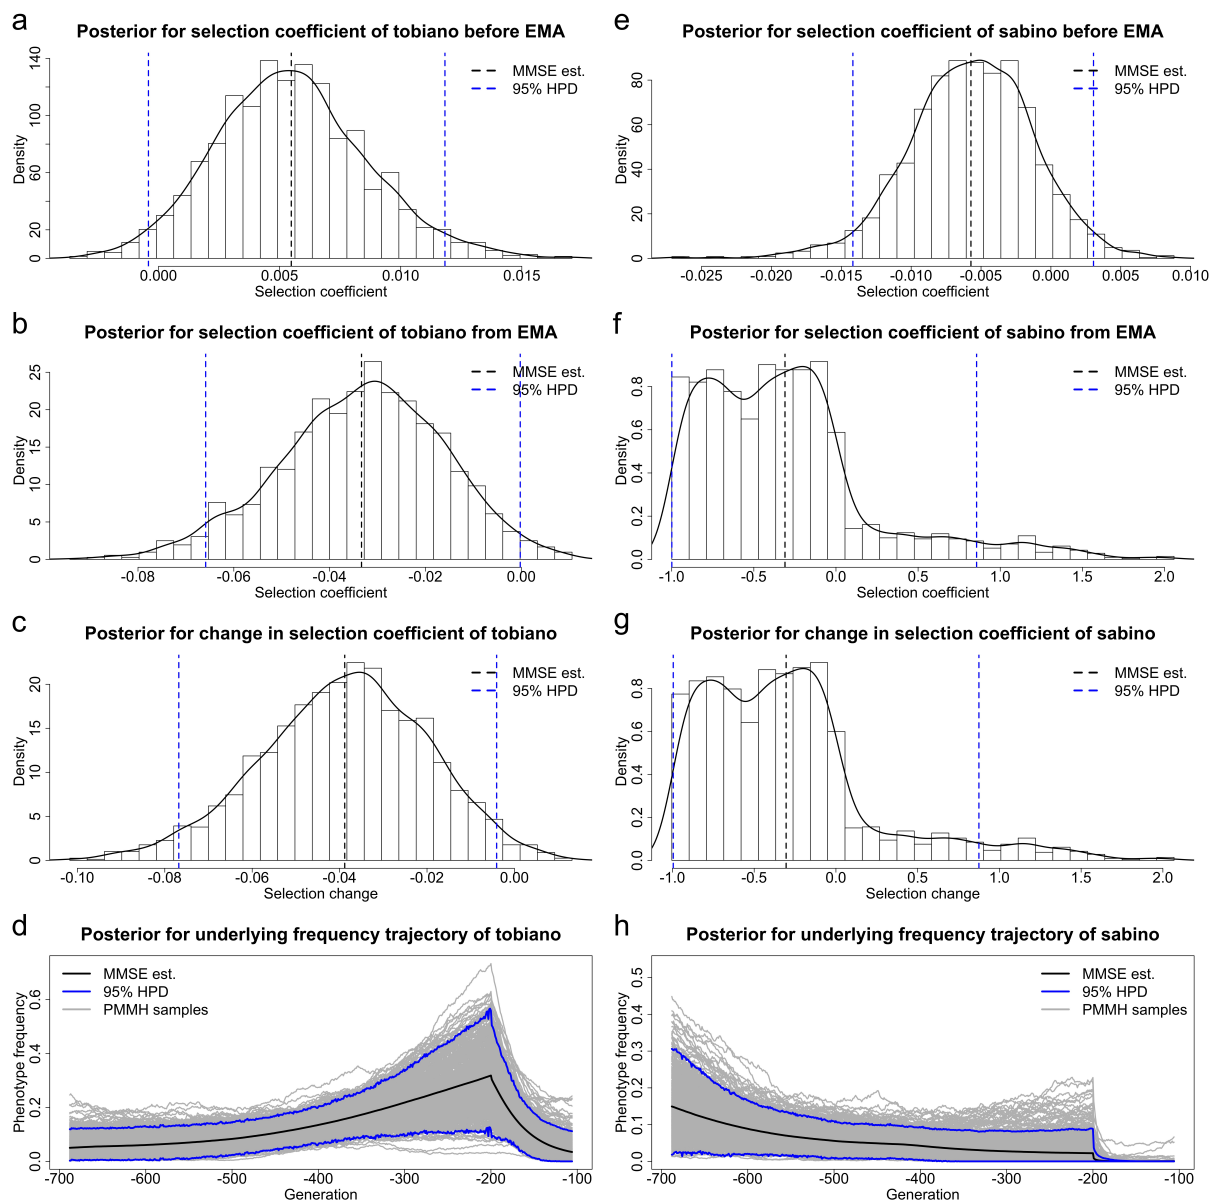 a
Posterior for selection coefficient of tobiano before EMA
MMSE est.
95% HPD
Density
0
20
60
100
140
0.000
0.005
0.010
0.015
Selection coefficient
b
Posterior for selection coefficient of tobiano from EMA
MMSE est.
95% HPD
Density
0
5
10
15
20
25
-0.08
-0.06
-0.04
-0.02
0.00
Selection coefficient
c
Posterior for change in selection coefficient of tobiano
MMSE est.
95% HPD
Density
0
5
10
15
20
-0.10
-0.08
-0.06
-0.04
-0.02
0.00
Selection change
d
Posterior for underlying frequency trajectory of tobiano
MMSE est.
95% HPD
PMMH samples
Phenotype frequency
0.0
0.2
0.4
0.6
-700
-600
-500
-400
-300
-200
-100
Generation
e
Posterior for selection coefficient of sabino before EMA
MMSE est.
95% HPD
Density
0
20
40
60
80
-0.025
-0.020
-0.015
-0.010
-0.005
0.000
0.005
0.010
Selection coefficient
f
Posterior for selection coefficient of sabino from EMA
MMSE est.
95% HPD
Density
0.0
0.2
0.4
0.6
0.8
-1.0
-0.5
0.0
0.5
1.0
1.5
2.0
Selection coefficient
g
Posterior for change in selection coefficient of sabino
MMSE est.
95% HPD
Density
0.0
0.2
0.4
0.6
0.8
-1.0
-0.5
0.0
0.5
1.0
1.5
2.0
Selection change
h
Posterior for underlying frequency trajectory of sabino
MMSE est.
95% HPD
PMMH samples
Phenotype frequency
0.0
0.1
0.2
0.3
0.4
0.5
-700
-600
-500
-400
-300
-200
-100
Generation